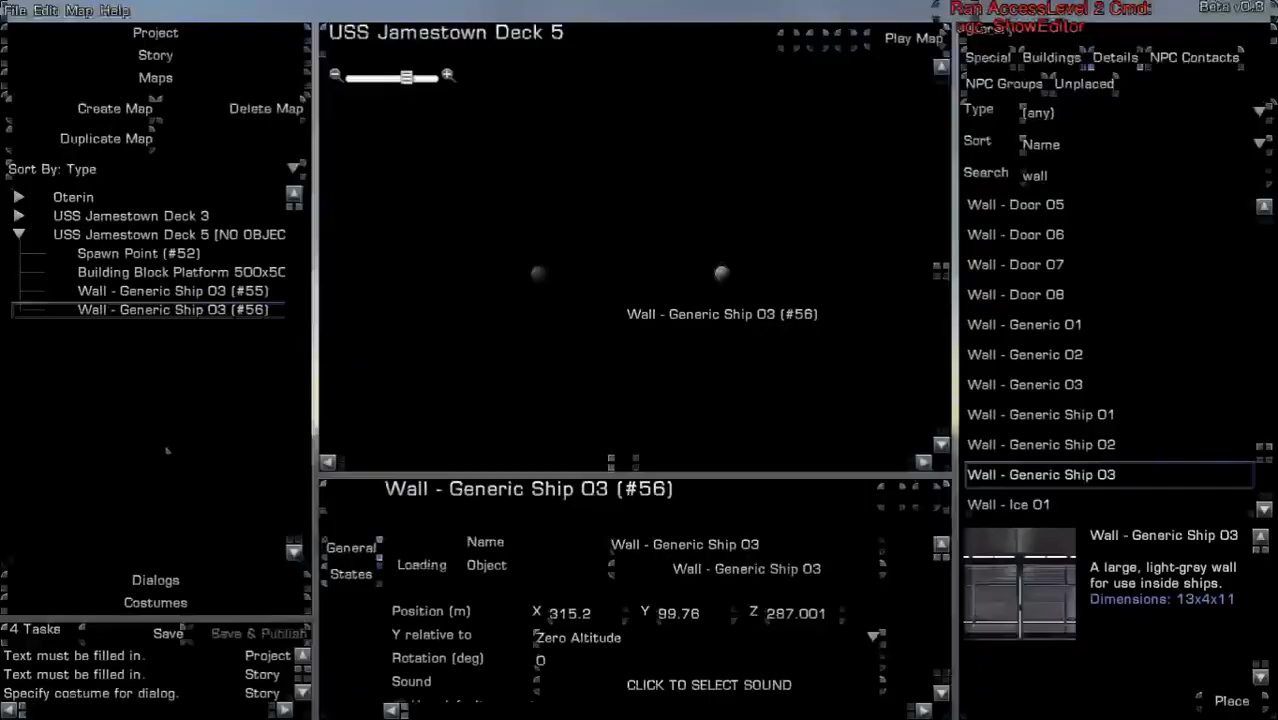 File Edit Map Help
Ran AccessLevel 2 Cmd:
ShowEditor
Beta v0.8
Project
Story
Maps
Create Map
Delete Map
Duplicate Map
Sort By: Type
Oterin
USS Jamestown Deck 3
USS Jamestown Deck 5 [NO OBJEC
Spawn Point (#52)
Building Block Platform 500x50
Wall - Generic Ship 03 (#55)
Wall - Generic Ship 03 (#56)
Dialogs
Costumes
4 Tasks
Save
Save & Publish
Text must be filled in.
Project
Text must be filled in.
Story
Specify costume for dialog.
Story
USS Jamestown Deck 5
Play Map
Wall - Generic Ship 03 (#56)
Wall - Generic Ship 03 (#56)
General
States
Loading
Name
Wall - Generic Ship 03
Object
Wall - Generic Ship 03
Position (m)
X 315.2
Y 99.76
Z 287.001
Y relative to
Zero Altitude
Rotation (deg)
0
Sound
CLICK TO SELECT SOUND
Special
Buildings
Details
NPC Contacts
NPC Groups
Unplaced
Type
(any)
Sort
Name
Search
wall
Wall - Door 05
Wall - Door 06
Wall - Door 07
Wall - Door 08
Wall - Generic 01
Wall - Generic 02
Wall - Generic 03
Wall - Generic Ship 01
Wall - Generic Ship 02
Wall - Generic Ship 03
Wall - Ice 01
Wall - Generic Ship 03
A large, light-gray wall
for use inside ships.
Dimensions: 13x4x11
Place